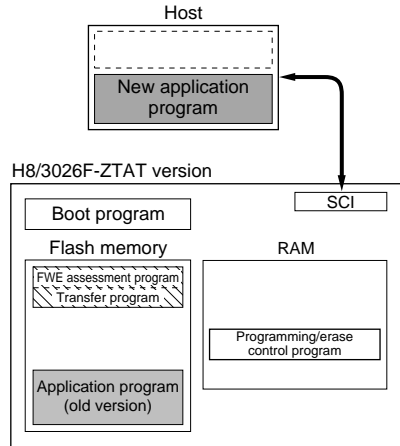 Host
New application
program
H8/3026F-ZTAT version
SCI
Boot program
Flash memory
RAM
FWE assessment program
Transfer program
Programming/erase
control program
Application program
(old version)